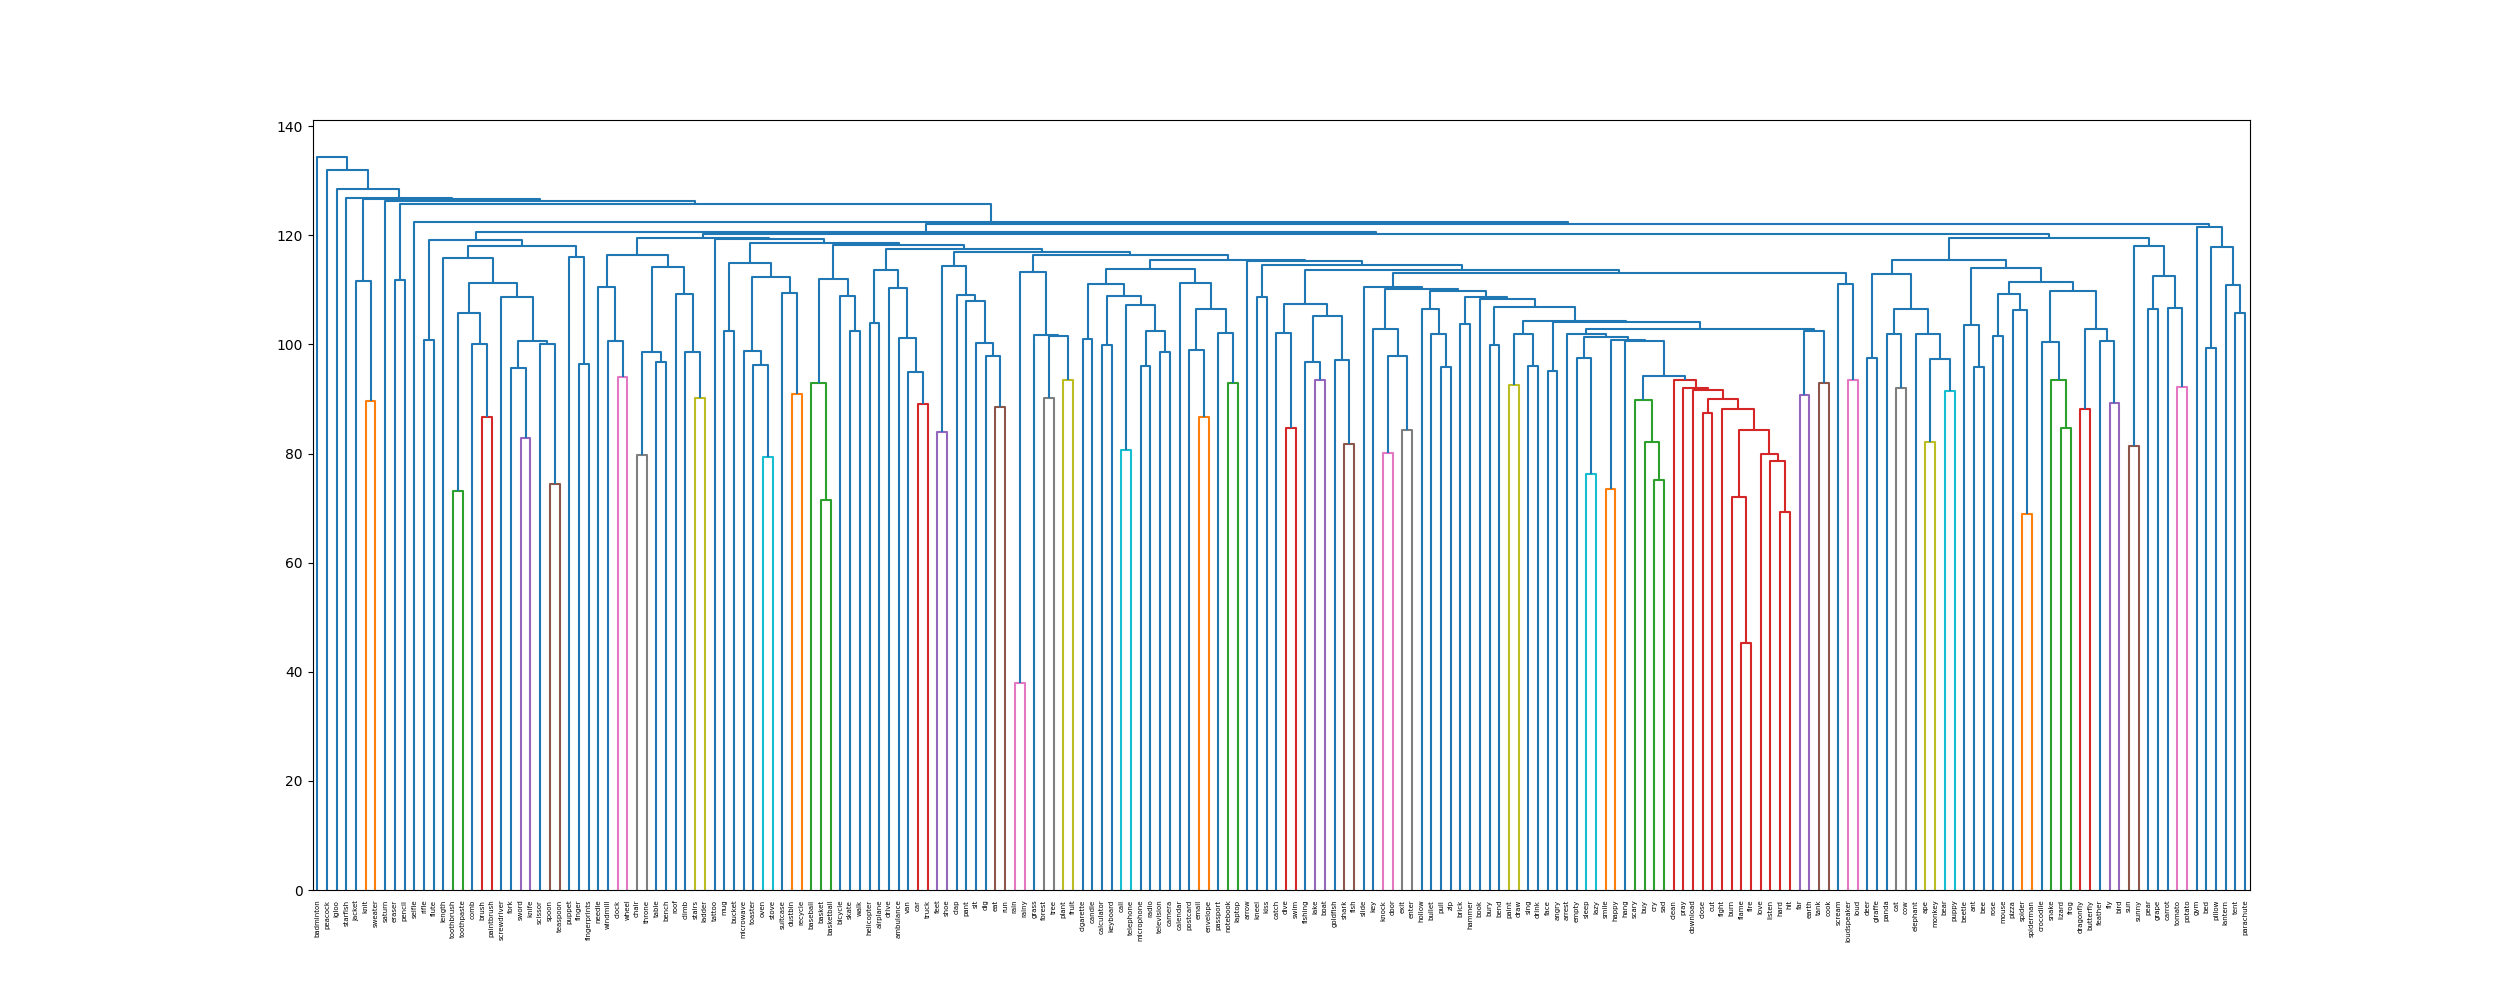 140
120
100
80
60
40
20
0
badminton
peacock
igloo
starfish
jacket
knit
sweater
saturn
eraser
pencil
selfie
rifle
flute
length
toothbrush
toothpaste
comb
brush
paintbrush
screwdriver
fork
sword
knife
scissor
spoon
teaspoon
puppet
finger
fingerprints
needle
windmill
clock
wheel
chair
throne
table
bench
roof
climb
stairs
ladder
tattoo
mug
bucket
microwave
toaster
oven
stove
suitcase
dustbin
recycle
baseball
basket
basketball
bicycle
skate
walk
helicopter
airplane
drive
ambulance
van
car
truck
feet
shoe
clap
pant
sit
dig
eat
run
rain
rainy
grass
forest
tree
plant
fruit
cigarette
candle
calculator
keyboard
call
telephone
microphone
radio
television
camera
calendar
postcard
email
envelope
passport
notebook
laptop
arrow
kneel
kiss
catch
dive
swim
lake
boat
goldfish
shark
fish
slide
key
knock
door
exit
enter
hollow
ballet
pull
zip
brick
hammer
book
bury
bend
paint
draw
sing
drink
face
angry
arrest
empty
sleep
lazy
smile
happy
hang
scary
buy
cry
sad
clean
pray
download
close
cut
fight
burn
flame
fire
love
listen
hard
hit
far
earth
tank
cook
scream
loudspeaker
loud
deer
giraffe
panda
cat
cow
elephant
ape
monkey
bear
puppy
beetle
ant
bee
rose
mouse
pizza
spider
spiderman
crocodile
snake
lizard
frog
dragonfly
butterfly
feather
fly
bird
sun
sunny
pear
grape
carrot
tomato
potato
gym
bed
pillow
lantern
tent
parachute